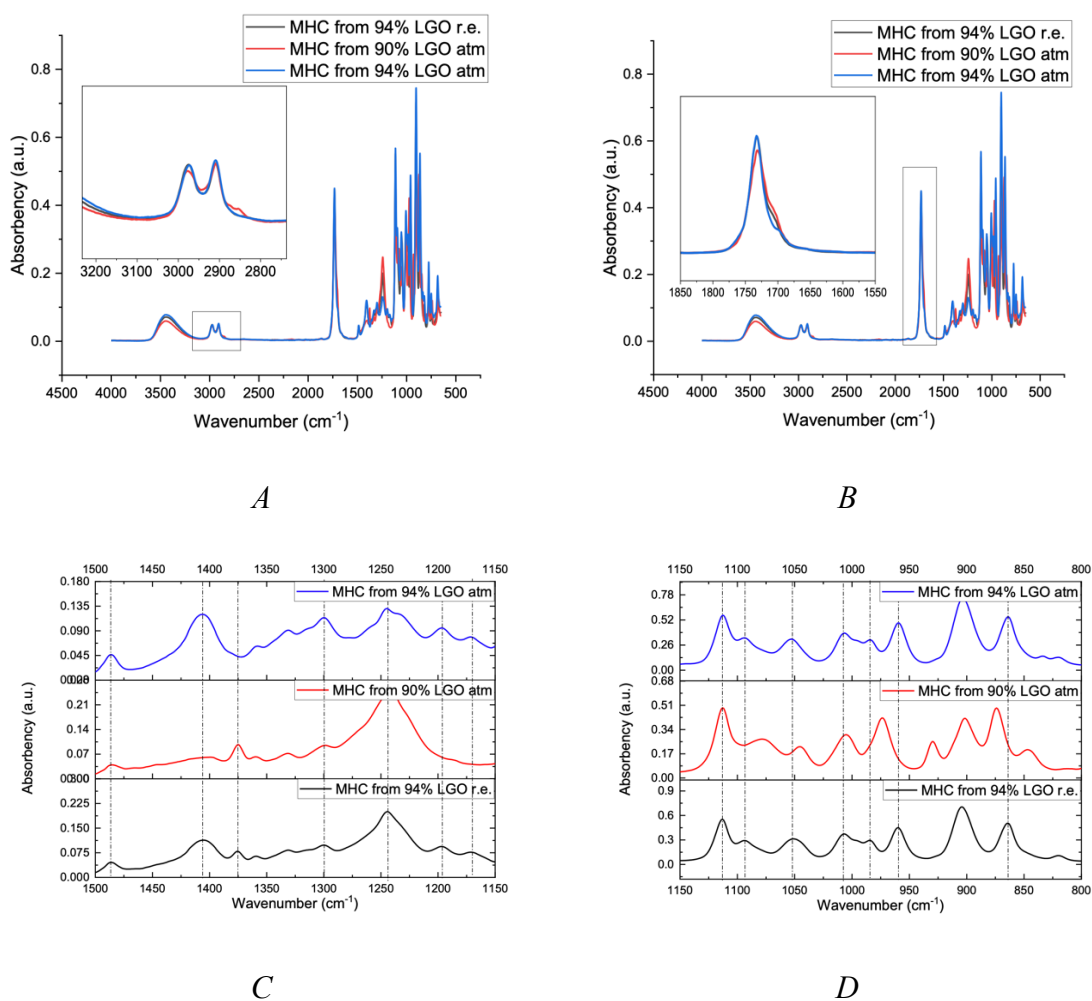 MHC from 94% LGO r.e.
MHC from 90% LGO atm
MHC from 94% LGO atm
0.8
0.6
0.4
0.2
0.0
Absorbency (a.u.)
3200 3100 3000 2900 2800
4500 4000 3500 3000 2500 2000 1500 1000 500
Wavenumber (cm⁻¹)
A
MHC from 94% LGO r.e.
MHC from 90% LGO atm
MHC from 94% LGO atm
0.8
0.6
0.4
0.2
0.0
Absorbency (a.u.)
1850 1800 1750 1700 1650 1600 1550
4500 4000 3500 3000 2500 2000 1500 1000 500
Wavenumber (cm⁻¹)
B
1500 1450 1400 1350 1300 1250 1200 1150
0.180
0.135
0.090
0.045
MHC from 94% LGO atm
0.21
0.14
0.07
MHC from 90% LGO atm
0.225
0.150
0.075
0.000
MHC from 94% LGO r.e.
Absorbency (a.u.)
1500 1450 1400 1350 1300 1250 1200 1150
Wavenumber (cm⁻¹)
C
1150 1100 1050 1000 950 900 850 800
0.78
0.52
0.26
0.00
MHC from 94% LGO atm
0.68
0.51
0.34
0.17
0.00
MHC from 90% LGO atm
0.9
0.6
0.3
0.0
MHC from 94% LGO r.e.
Absorbency (a.u.)
1150 1100 1050 1000 950 900 850 800
Wavenumber (cm⁻¹)
D